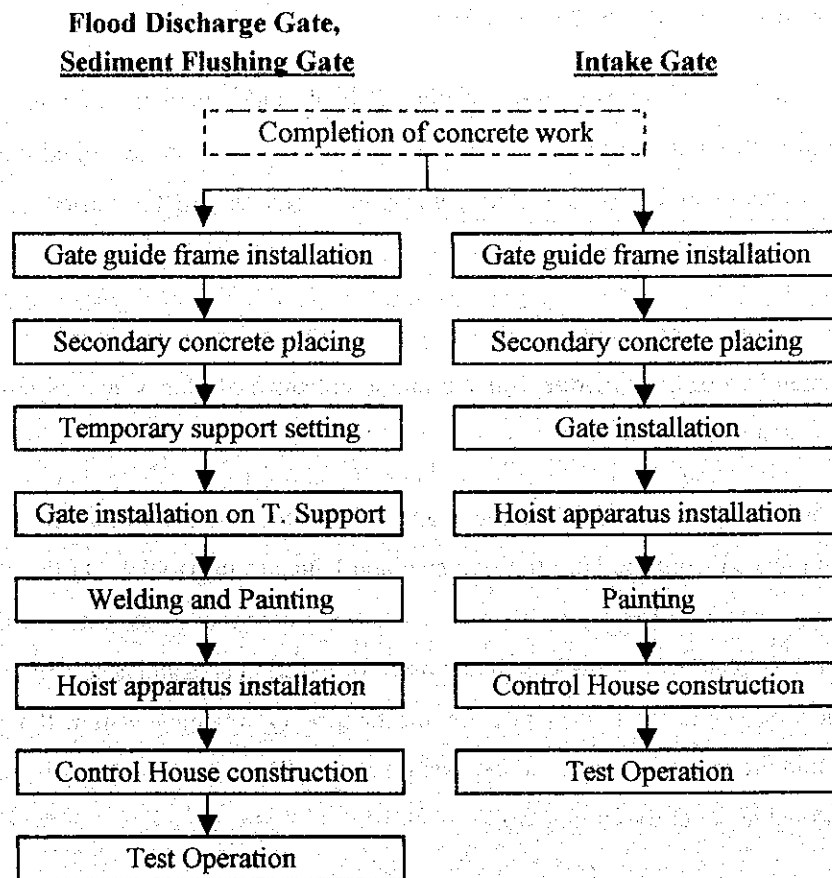 Flood Discharge Gate,
Sediment Flushing Gate
Intake Gate
Completion of concrete work
Gate guide frame installation
Secondary concrete placing
Temporary support setting
Gate installation on T. Support
Welding and Painting
Hoist apparatus installation
Control House construction
Test Operation
Gate guide frame installation
Secondary concrete placing
Gate installation
Hoist apparatus installation
Painting
Control House construction
Test Operation